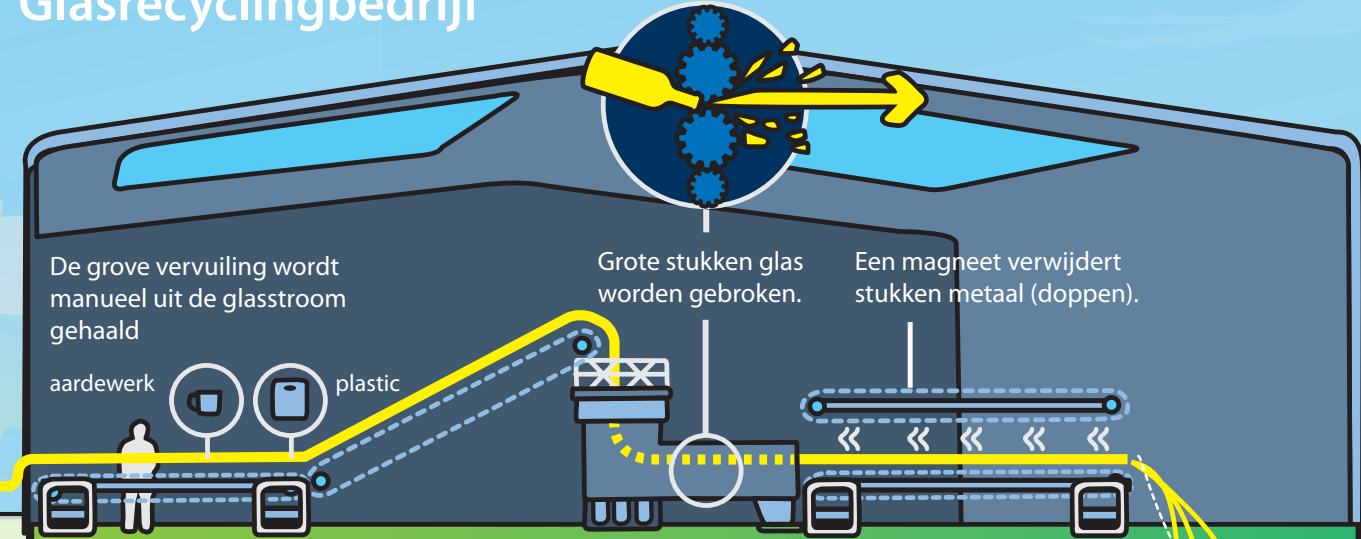 Glasrecyclingbedrijf
De grove vervuiling wordt
manueel uit de glasstroom
gehaald
aardewerk
plastic
Grote stukken glas
worden gebroken.
Een magneet verwijdert
stukken metaal (doppen).